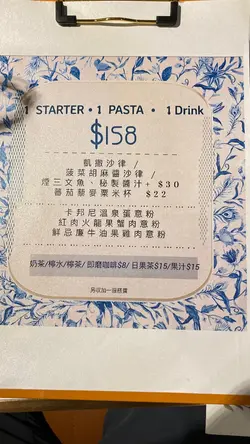 1 STARTER • 1 PASTA • 1 Drink
$158
凱撒沙律 /
菠菜胡麻醬沙律 /
煙三文魚、秘製醬汁+ $30
蕃茄藜麥粟米杯 $22
卡邦尼溫泉蛋意粉
紅肉火龍果蟹肉意粉
鮮忌廉牛油果雞肉意粉
奶茶/檸水/檸茶/即磨咖啡$8/日果茶$15/果汁$15
另收加一服務費